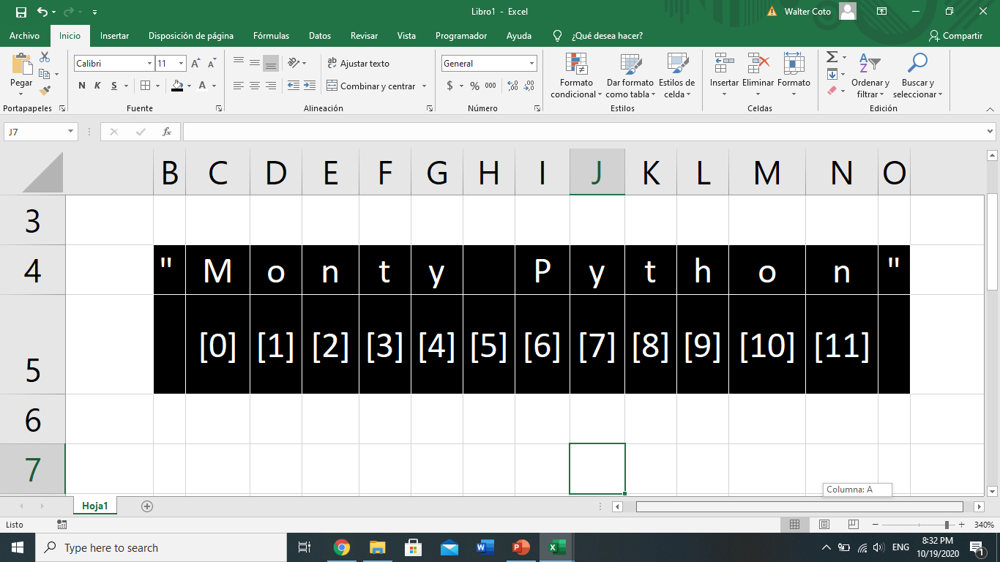 Libro1 - Excel
Walter Coto
Archivo Inicio Insertar Disposición de página Fórmulas Datos Revisar Vista Programador Ayuda ¿Qué desea hacer? Compartir
Pegar
Calibri 11
N K S A
Ajustar texto
Combinar y centrar
General
$ % 000
Formato condicional
Dar formato como tabla
Estilos de celda
Insertar Eliminar Formato
Ordenar y filtrar
Buscar y seleccionar
Portapapeles Fuente Alineación Número Estilos Celdas Edición
J7 fx
B C D E F G H I J K L M N O
3
4 " M o n t y P y t h o n "
5 [0] [1] [2] [3] [4] [5] [6] [7] [8] [9] [10] [11]
6
7
Columna: A
Hoja1
Listo 340%
Type here to search
ENG
8:32 PM
10/19/2020
1